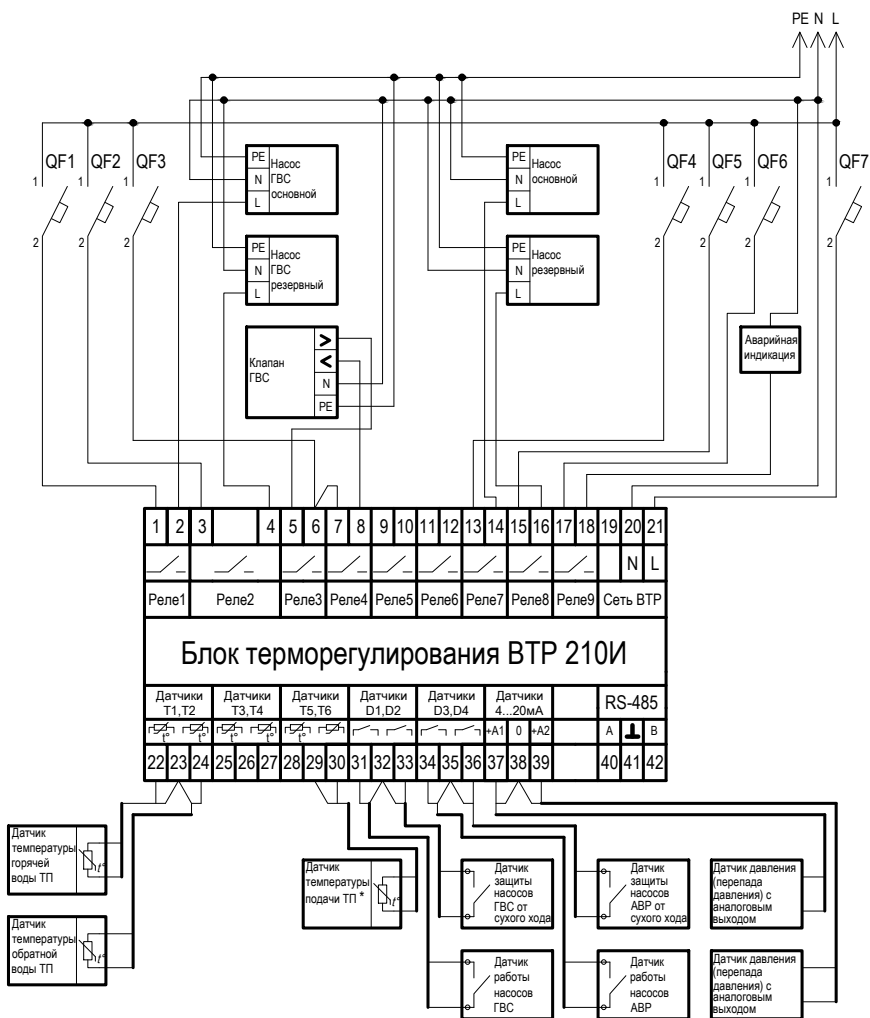 PE N L
QF1 QF2 QF3
QF4 QF5 QF6 QF7
1 1 1
1 1 1 1
2 2 2
2 2 2 2
PE
N
L
Насос
ГВС
основной
PE
N
L
Насос
основной
PE
N
L
Насос
ГВС
резервный
PE
N
L
Насос
резервный
Клапан
ГВС
>
<
N
PE
Аварийная
индикация
1 2 3 4 5 6 7 8 9 10 11 12 13 14 15 16 17 18 19 20 21
N L
Реле1 Реле2 Реле3 Реле4 Реле5 Реле6 Реле7 Реле8 Реле9 Сеть ВТР
Блок терморегулирования ВТР 210И
Датчики
T1,T2
Датчики
T3,T4
Датчики
T5,T6
Датчики
D1,D2
Датчики
D3,D4
Датчики
4...20мА
RS-485
t° t° t° t° t°
+A1 0 +A2
A B
22 23 24 25 26 27 28 29 30 31 32 33 34 35 36 37 38 39 40 41 42
Датчик
температуры
горячей
воды ТП
t°
Датчик
температуры
подачи ТП *
t°
Датчик
защиты
насосов
ГВС от
сухого хода
Датчик
защиты
насосов
АВР от
сухого хода
Датчик давления
(перепада
давления) с
аналоговым
выходом
Датчик
температуры
обратной
воды ТП
t°
Датчик
работы
насосов
ГВС
Датчик
работы
насосов
АВР
Датчик давления
(перепада
давления) с
аналоговым
выходом